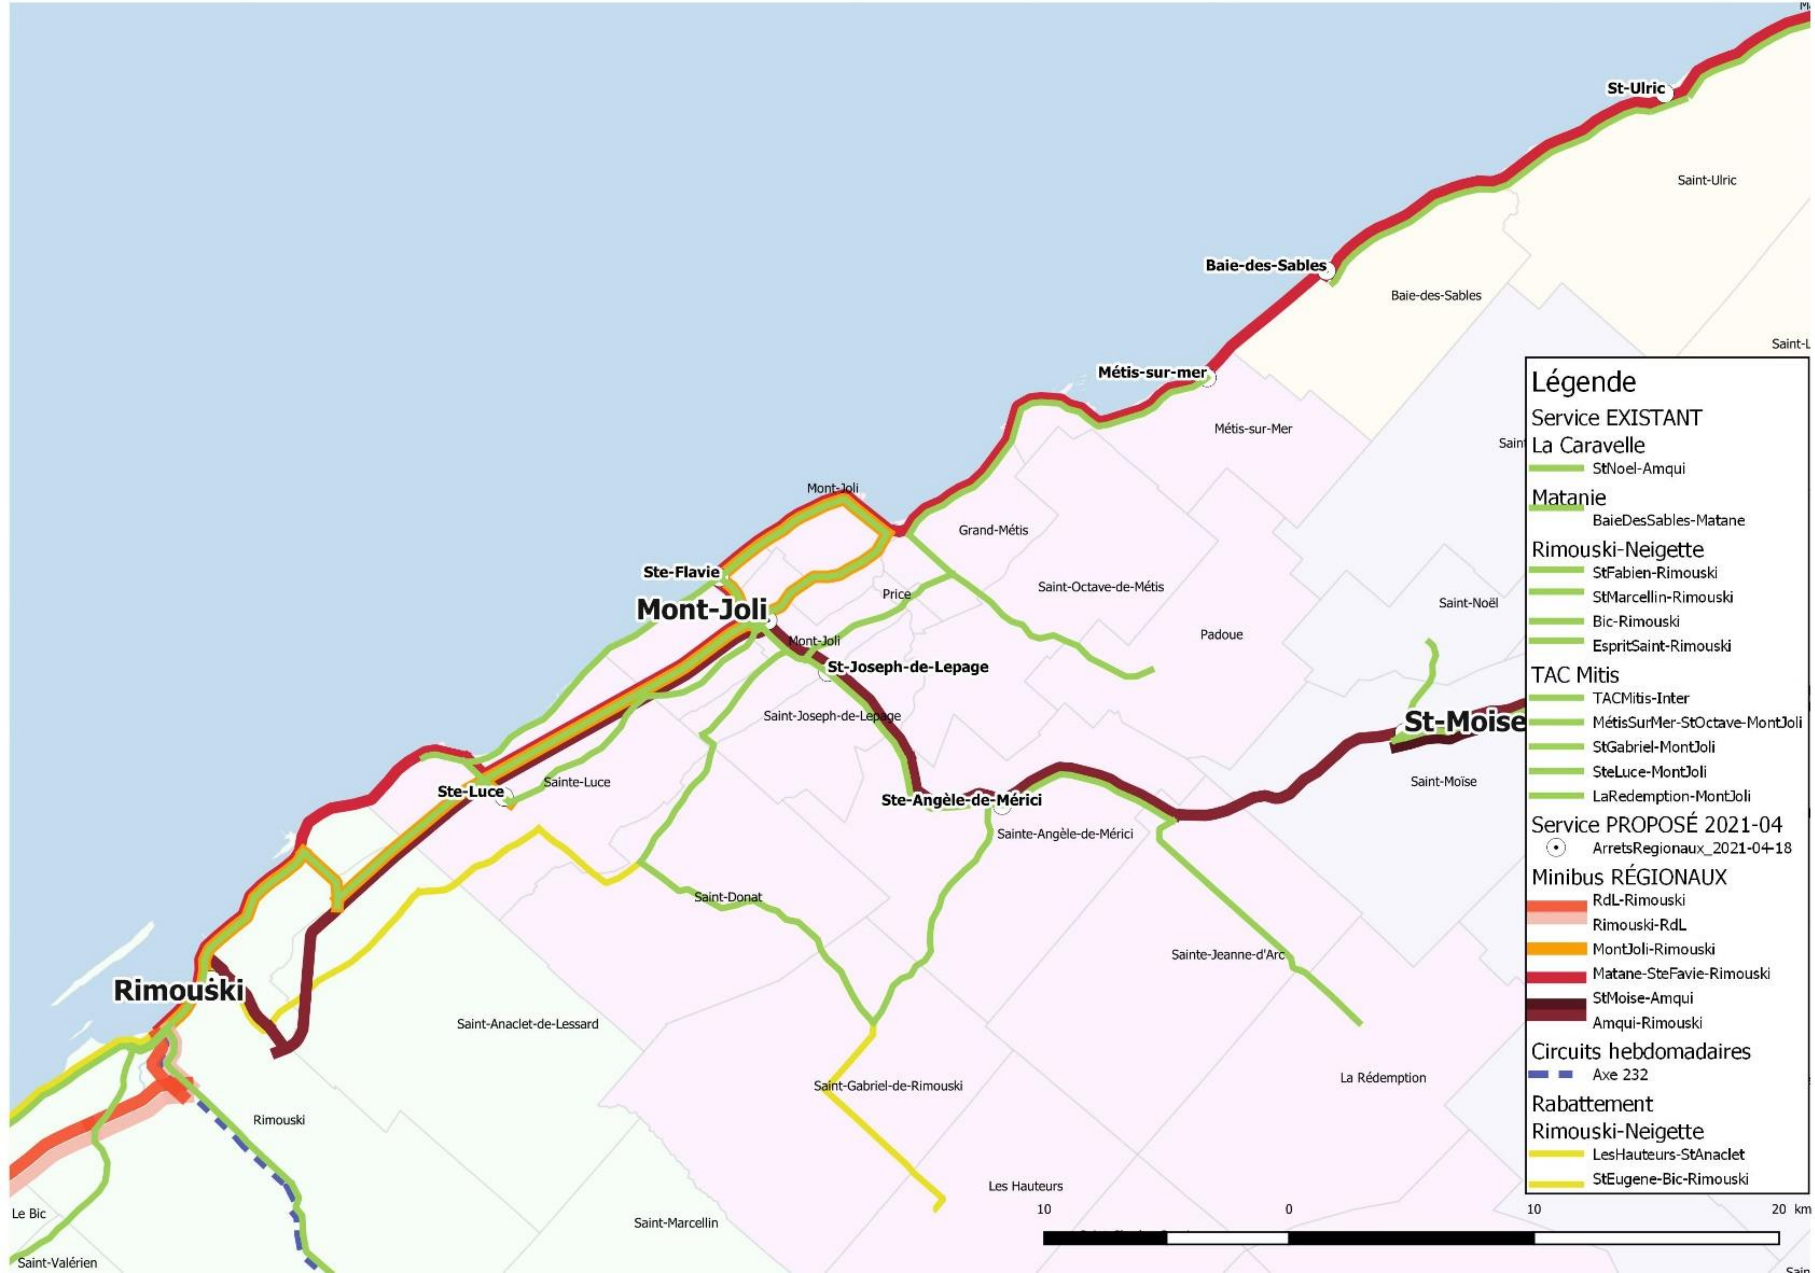 St-Ulric
Saint-Ulric
Baie-des-Sables
Baie-des-Sables
Métis-sur-mer
Métis-sur-Mer
Mont-Joli
Grand-Métis
Ste-Flavie
Mont-Joli
Price
Saint-Octave-de-Métis
Saint-Noël
Mont-Joli
Padoue
St-Joseph-de-Lepage
Saint-Joseph-de-Lepage
St-Moise
Sainte-Luce
Ste-Luce
Saint-Moïse
Ste-Angèle-de-Mérici
Sainte-Angèle-de-Mérici
Saint-Donat
Sainte-Jeanne-d'Arc
Rimouski
Saint-Anaclet-de-Lessard
Saint-Gabriel-de-Rimouski
La Rédemption
Rimouski
Les Hauteurs
Le Bic
Saint-Marcellin
Saint-Valérien
Légende
Service EXISTANT
La Caravelle
StNoel-Amqui
Matanie
BaieDesSables-Matane
Rimouski-Neigette
StFabien-Rimouski
StMarcellin-Rimouski
Bic-Rimouski
EspritSaint-Rimouski
TAC Mitis
TACMitis-Inter
MétisSurMer-StOctave-MontJoli
StGabriel-MontJoli
SteLuce-MontJoli
LaRedemption-MontJoli
Service PROPOSÉ 2021-04
ArretsRegionaux_2021-04-18
Minibus RÉGIONAUX
RdL-Rimouski
Rimouski-RdL
MontJoli-Rimouski
Matane-SteFavie-Rimouski
StMoise-Amqui
Amqui-Rimouski
Circuits hebdomadaires
Axe 232
Rabattement
Rimouski-Neigette
LesHauteurs-StAnaclet
StEugene-Bic-Rimouski
10 0 10 20 km